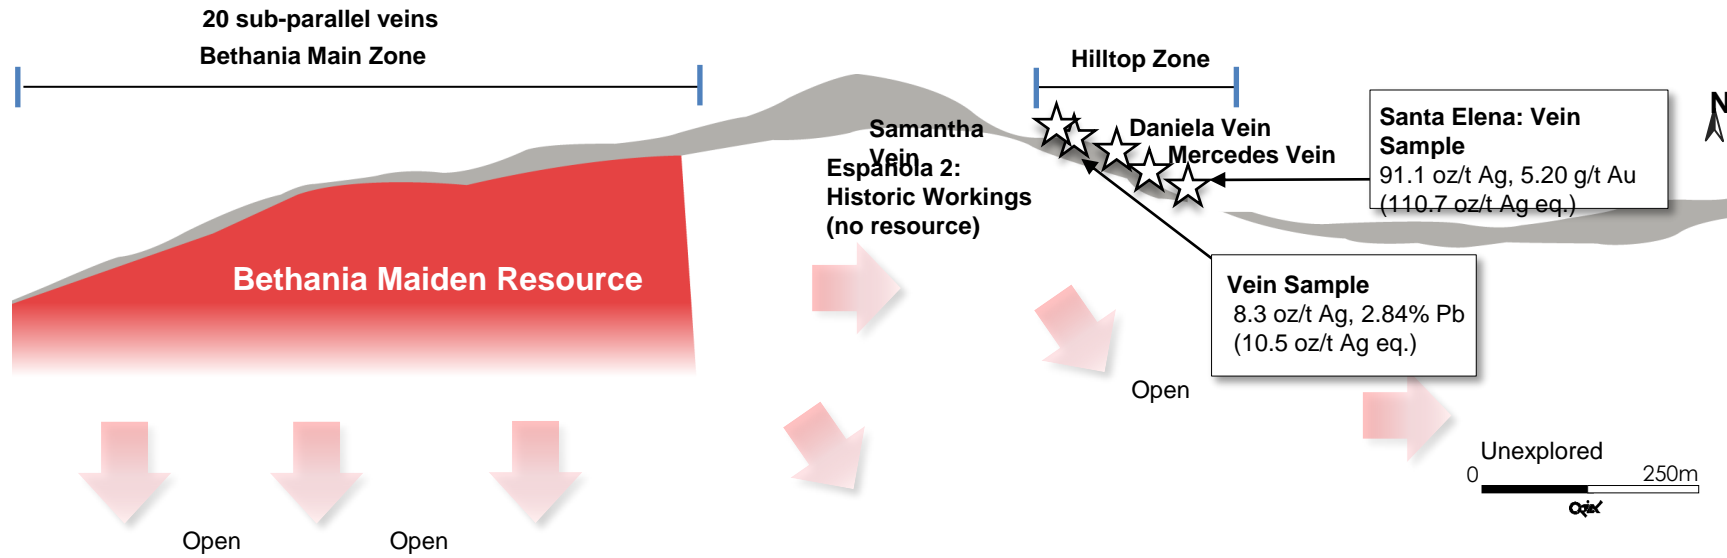 20 sub-parallel veins
Bethania Main Zone
Hilltop Zone
N
Samantha
Vein
Española 2:
Historic Workings
(no resource)
Daniela Vein
Mercedes Vein
Santa Elena: Vein
Sample
91.1 oz/t Ag, 5.20 g/t Au
(110.7 oz/t Ag eq.)
Bethania Maiden Resource
Vein Sample
8.3 oz/t Ag, 2.84% Pb
(10.5 oz/t Ag eq.)
Open
Unexplored
0 250m
Open Open